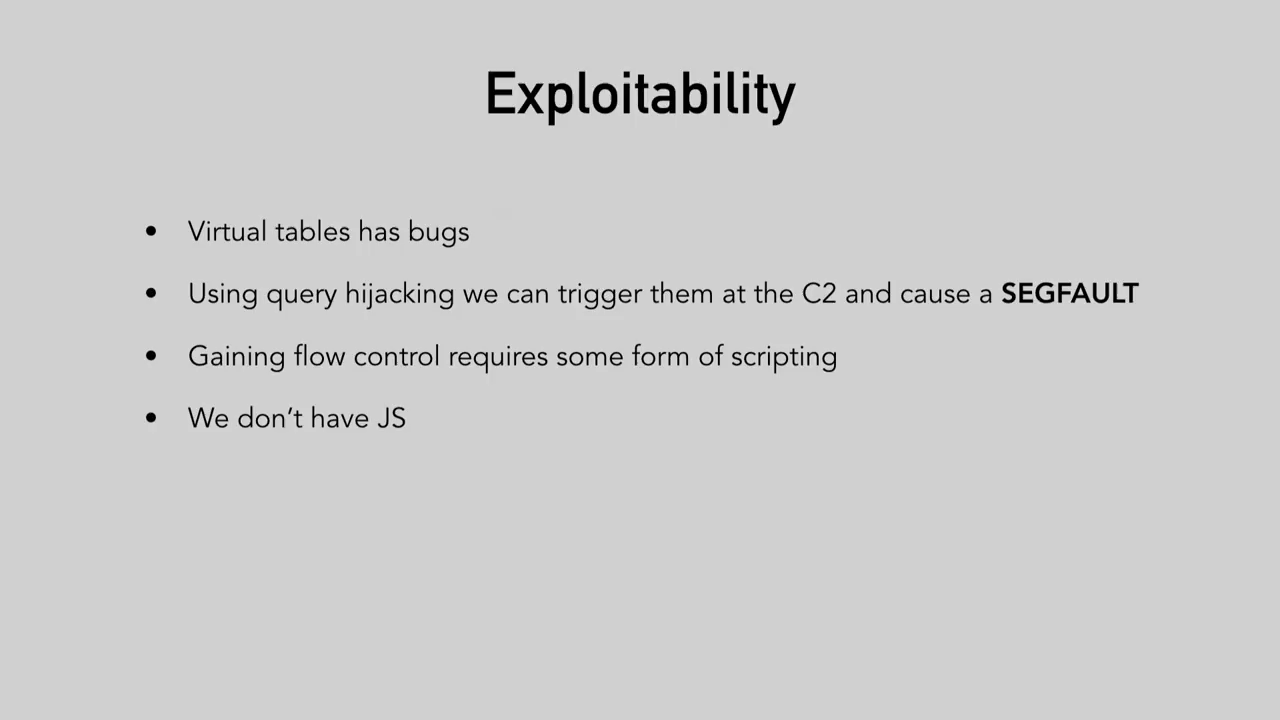 Exploitability
• Virtual tables has bugs
• Using query hijacking we can trigger them at the C2 and cause a SEGFAULT
• Gaining flow control requires some form of scripting
• We don’t have JS